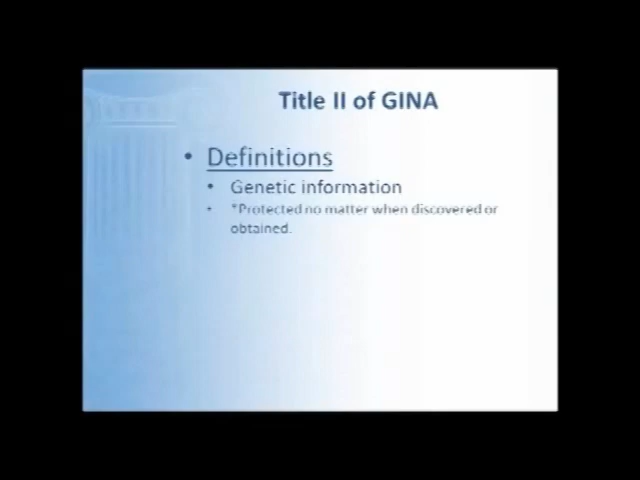 Title II of GINA
• Definitions
• Genetic information
• *Protected no matter when discovered or
obtained.